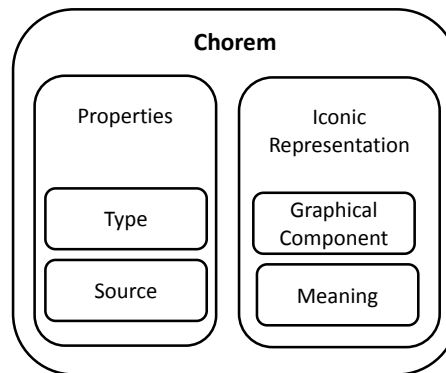 Chorem
Properties
Type
Source
Iconic
Representation
Graphical
Component
Meaning